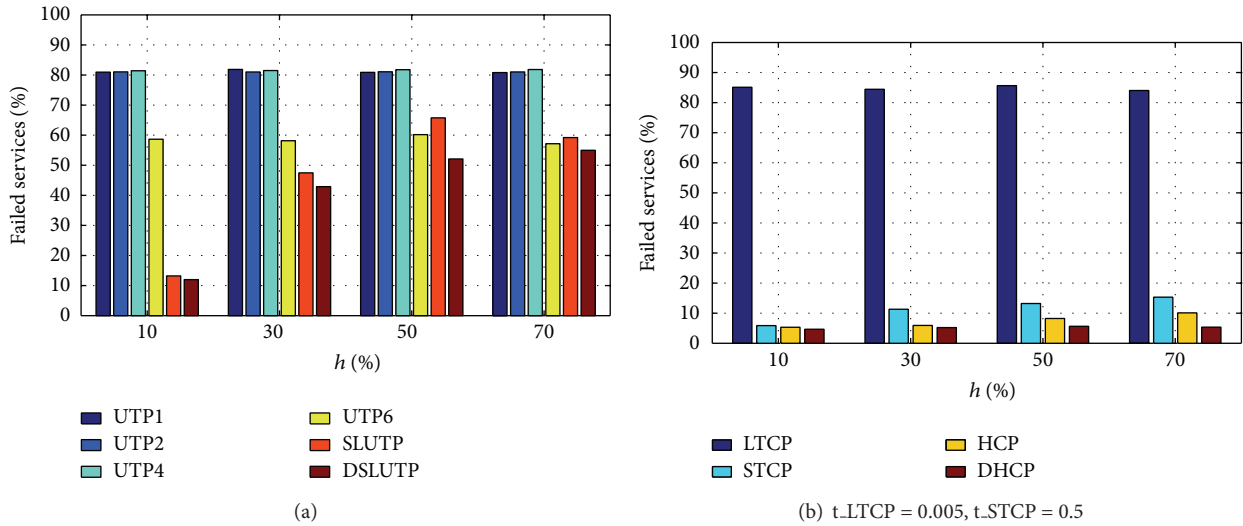 100
90
80
70
60
50
40
30
20
10
0
Failed services (%)
10 30 50 70
h (%)
UTP1
UTP2
UTP4
UTP6
SLUTP
DSLUTP
(a)
100
90
80
70
60
50
40
30
20
10
0
Failed services (%)
10 30 50 70
h (%)
LTCP
STCP
HCP
DHCP
(b) t_LTCP = 0.005, t_STCP = 0.5